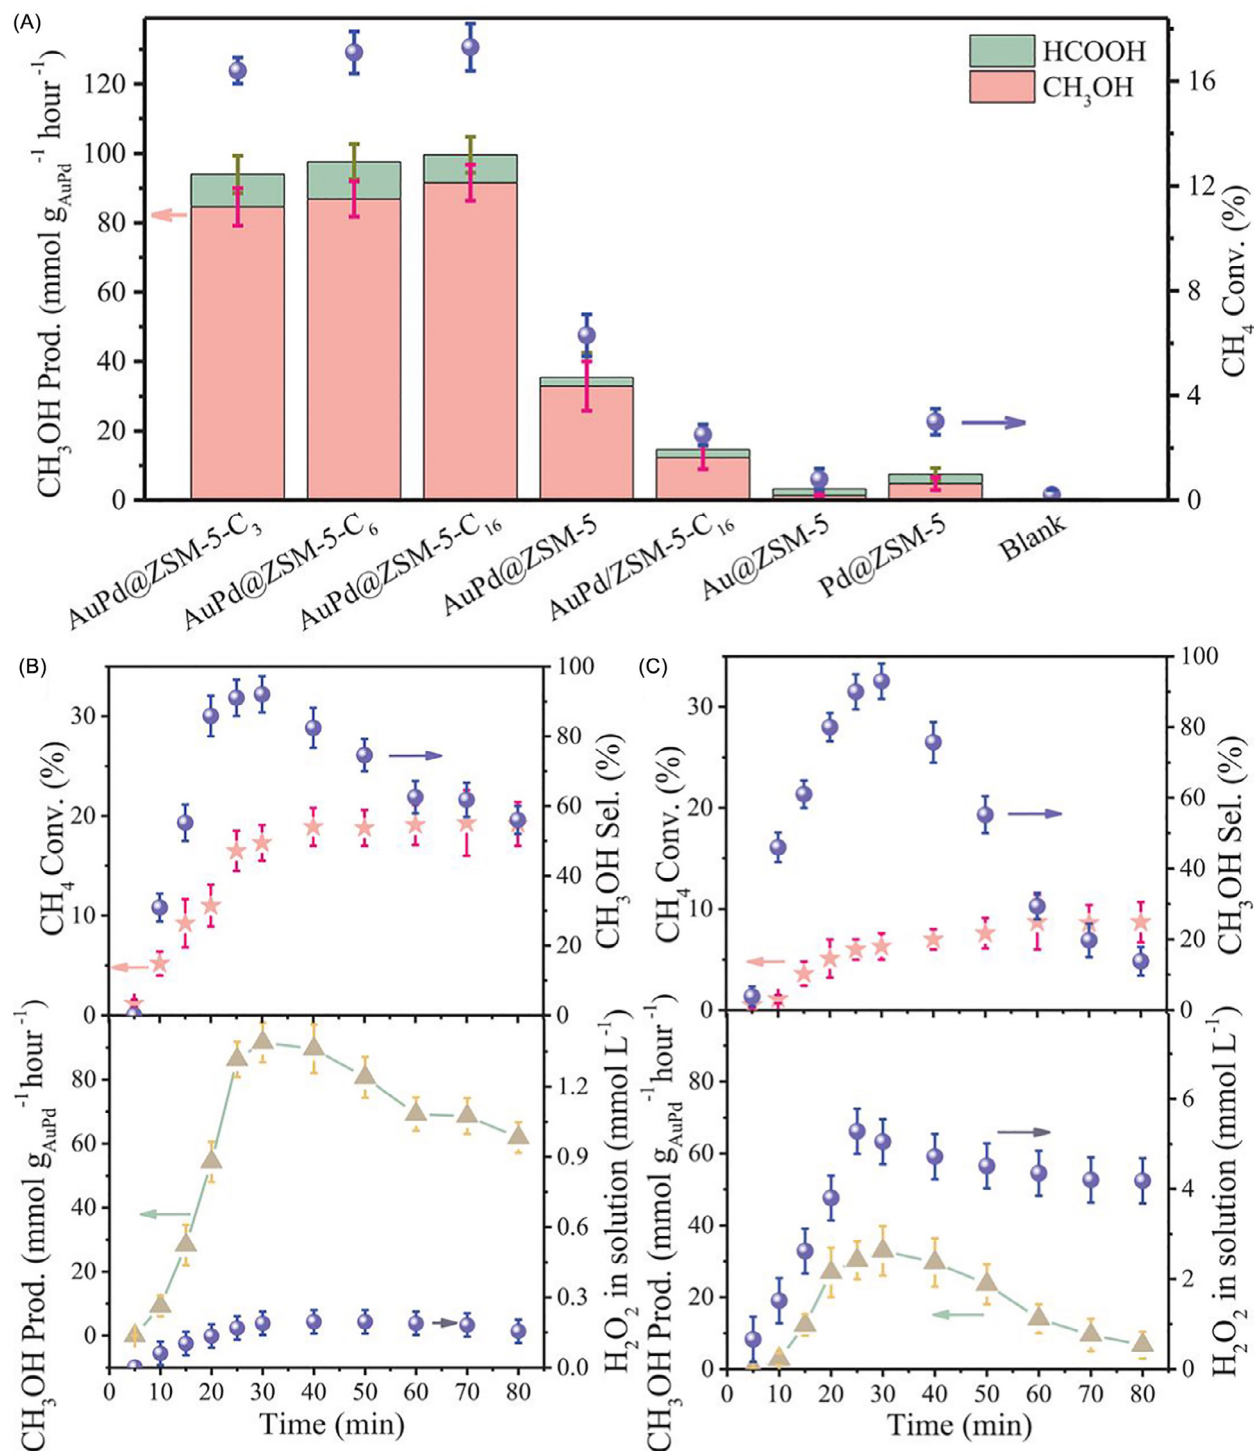 (A)
CH₃OH Prod. (mmol g_AuPd⁻¹ hour⁻¹)
120
100
80
60
40
20
0
HCOOH
CH₃OH
16
12
8
4
0
CH₄ Conv. (%)
AuPd@ZSM-5-C₃
AuPd@ZSM-5-C₆
AuPd@ZSM-5-C₁₆
AuPd@ZSM-5
AuPd/ZSM-5-C₁₆
Au@ZSM-5
Pd@ZSM-5
Blank
(B)
CH₄ Conv. (%)
30
20
10
0
100
80
60
40
20
0
CH₃OH Sel. (%)
CH₃OH Prod. (mmol g_AuPd⁻¹hour⁻¹)
80
60
40
20
0
1.2
0.9
0.6
0.3
0.0
H₂O₂ in solution (mmol L⁻¹)
0 10 20 30 40 50 60 70 80
Time (min)
(C)
CH₄ Conv. (%)
30
20
10
0
100
80
60
40
20
0
CH₃OH Sel. (%)
CH₃OH Prod. (mmol g_AuPd⁻¹hour⁻¹)
80
60
40
20
0
6
4
2
0
H₂O₂ in solution (mmol L⁻¹)
0 10 20 30 40 50 60 70 80
Time (min)